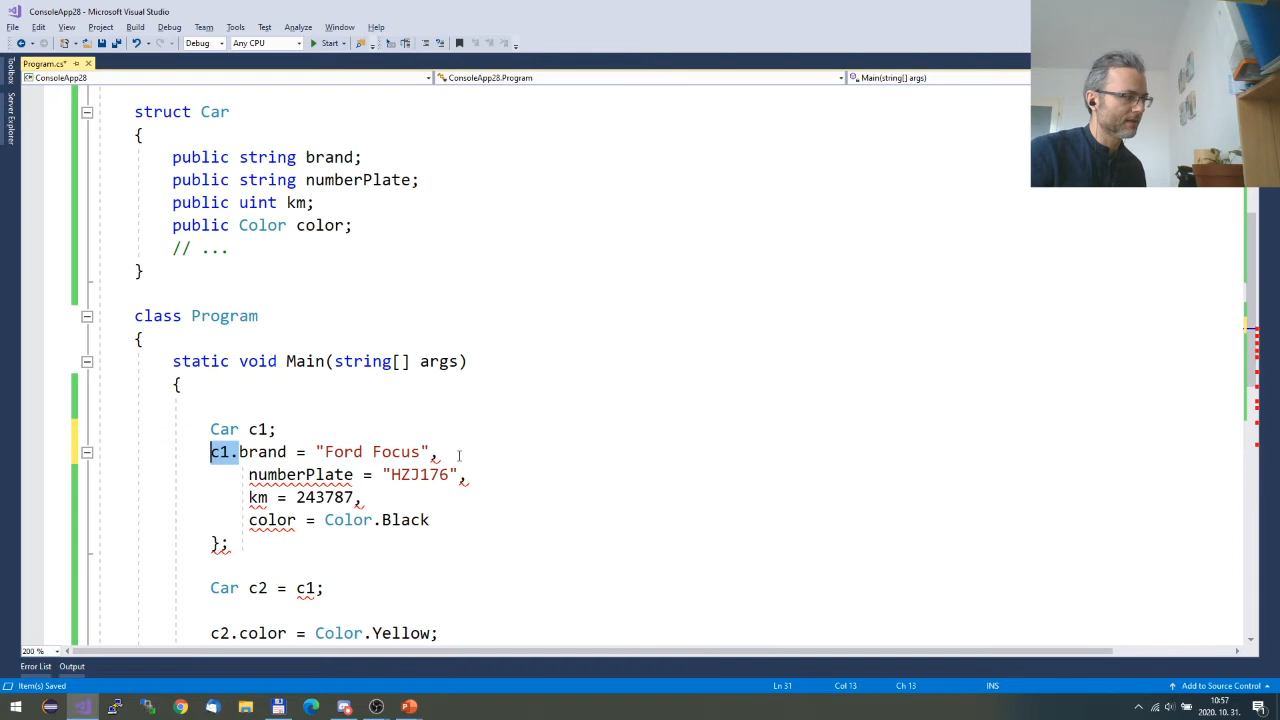 ConsoleApp28 - Microsoft Visual Studio
File Edit View Project Build Debug Team Tools Test Analyze Window Help
Debug Any CPU Start
Program.cs*
ConsoleApp28 ConsoleApp28.Program Main(string[] args)
Toolbox
Server Explorer
struct Car
{
public string brand;
public string numberPlate;
public uint km;
public Color color;
// ...
}
class Program
{
static void Main(string[] args)
{
Car c1;
c1.brand = "Ford Focus",
numberPlate = "HZJ176",
km = 243787,
color = Color.Black
};
Car c2 = c1;
c2.color = Color.Yellow;
200 %
Error List Output
Item(s) Saved Ln 31 Col 13 Ch 13 INS Add to Source Control
10:57
2020. 10. 31.